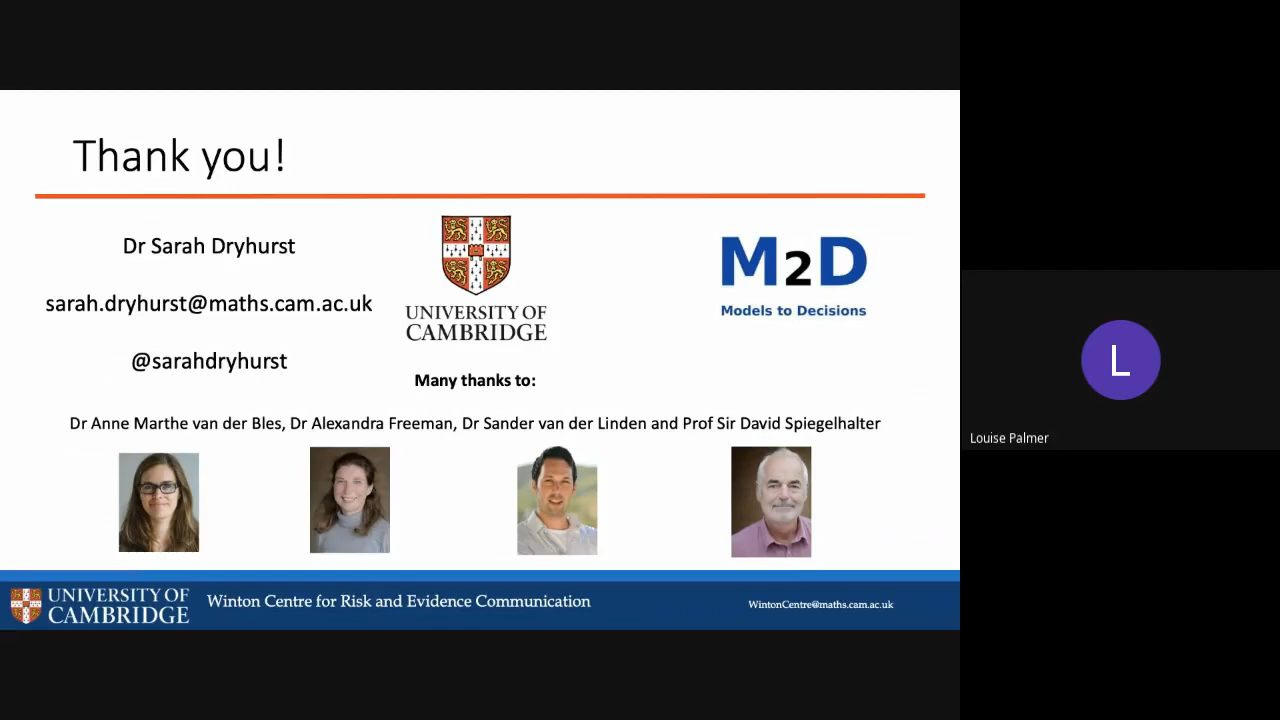 Thank you!
Dr Sarah Dryhurst
sarah.dryhurst@maths.cam.ac.uk
@sarahdryhurst
UNIVERSITY OF
CAMBRIDGE
M2D
Models to Decisions
Many thanks to:
Dr Anne Marthe van der Bles, Dr Alexandra Freeman, Dr Sander van der Linden and Prof Sir David Spiegelhalter
UNIVERSITY OF
CAMBRIDGE
Winton Centre for Risk and Evidence Communication
WintonCentre@maths.cam.ac.uk
L
Louise Palmer